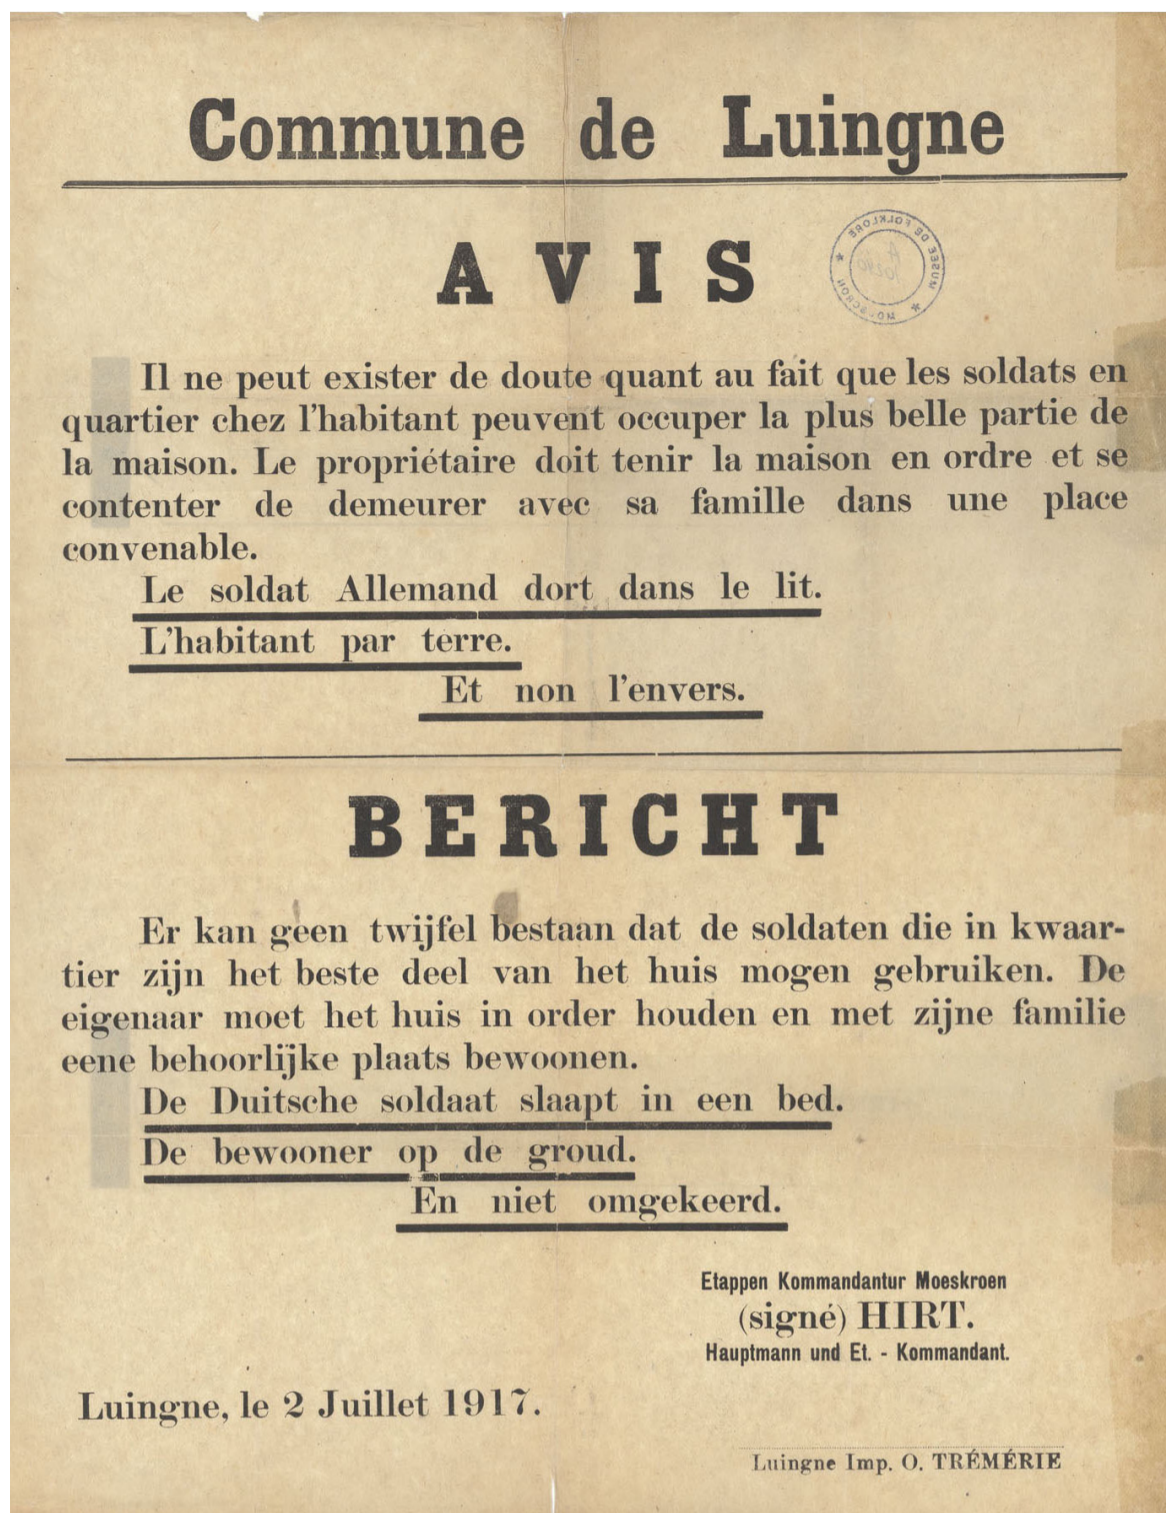 Commune de Luingne
AVIS
MUSÉE DE FOLKLORE
Il ne peut exister de doute quant au fait que les soldats en
quartier chez l'habitant peuvent occuper la plus belle partie de
la maison. Le propriétaire doit tenir la maison en ordre et se
contenter de demeurer avec sa famille dans une place
convenable.
Le soldat Allemand dort dans le lit.
L'habitant par terre.
Et non l'envers.
BERICHT
Er kan geen twijfel bestaan dat de soldaten die in kwaar-
tier zijn het beste deel van het huis mogen gebruiken. De
eigenaar moet het huis in order houden en met zijne familie
eene behoorlijke plaats bewoonen.
De Duitsche soldaat slaapt in een bed.
De bewooner op de groud.
En niet omgekeerd.
Etappen Kommandantur Moeskroen
(signé) HIRT.
Hauptmann und Et. - Kommandant.
Luingne, le 2 Juillet 1917.
Luingne Imp. O. TRÉMÉRIE